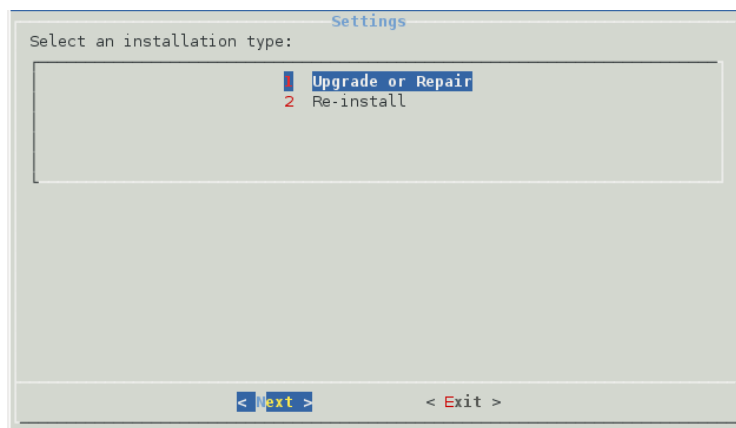 Settings
Select an installation type:
1 Upgrade or Repair
2 Re-install
< Next > < Exit >